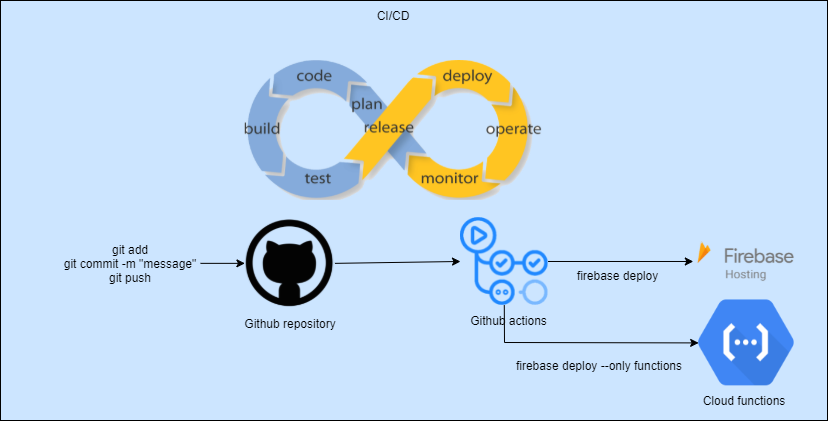 CI/CD
code
deploy
plan
build
release
operate
test
monitor
git add
git commit -m "message"
git push
Github repository
Github actions
firebase deploy
Firebase
Hosting
firebase deploy --only functions
Cloud functions